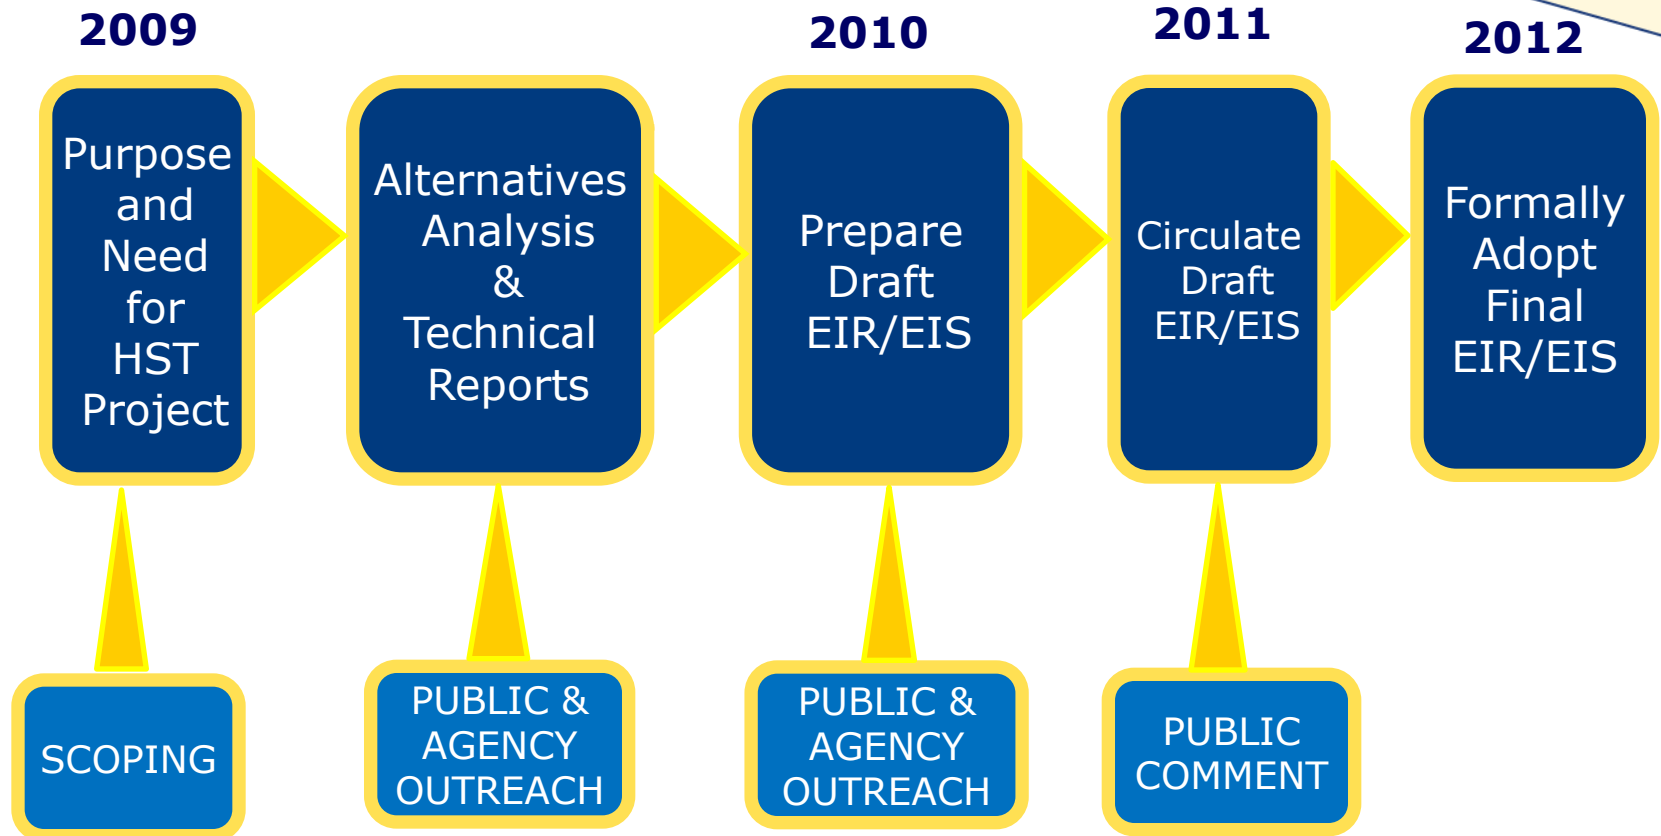 2009
2010
2011
2012
Purpose
and
Need
for
HST
Project
Alternatives
Analysis
&
Technical
Reports
Prepare
Draft
EIR/EIS
Circulate
Draft
EIR/EIS
Formally
Adopt
Final
EIR/EIS
SCOPING
PUBLIC &
AGENCY
OUTREACH
PUBLIC &
AGENCY
OUTREACH
PUBLIC
COMMENT